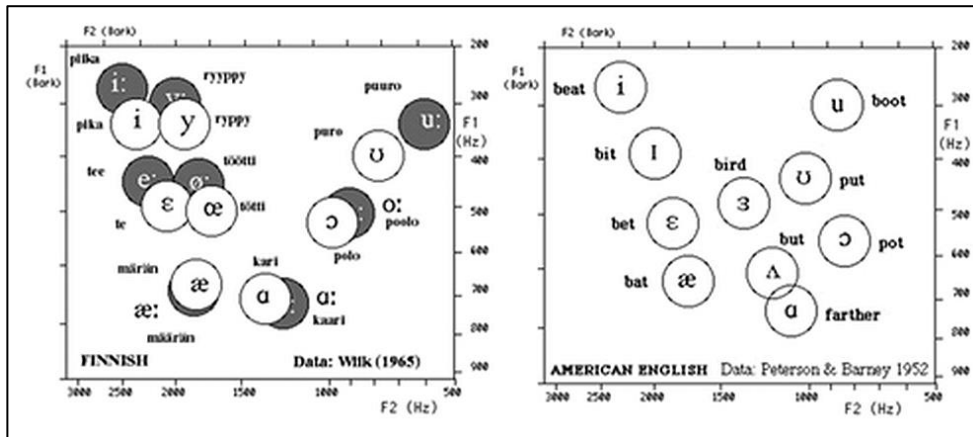 F2 (Bark)
piika
F1
(Bark)
i:
y:
ryyppy
puuro
200
300
pika
i
y
ryppy
puro
u:
F1
(Hz)
ʊ
400
tee
e:
ø:
töötti
te
ɛ
œ
tötti
ɔ
:
o:
poolo
polo
500
600
märiin
æ
æ:
määriin
kari
ɑ
:
ɑ:
kaari
700
800
FINNISH
Data: Wiik (1965)
900
3000
2500
2000
1500
1000
500
F2 (Hz)
F2 (Bark)
F1
(Bark)
200
beat
i
u
boot
300
F1
(Hz)
bit
ɪ
bird
400
ɜ
ʊ
put
bet
ɛ
500
but
ɔ
pot
600
bat
æ
ʌ
ɑ
farther
700
800
AMERICAN ENGLISH
Data: Peterson & Barney 1952
900
3000
2500
2000
1500
1000
500
F2 (Hz)